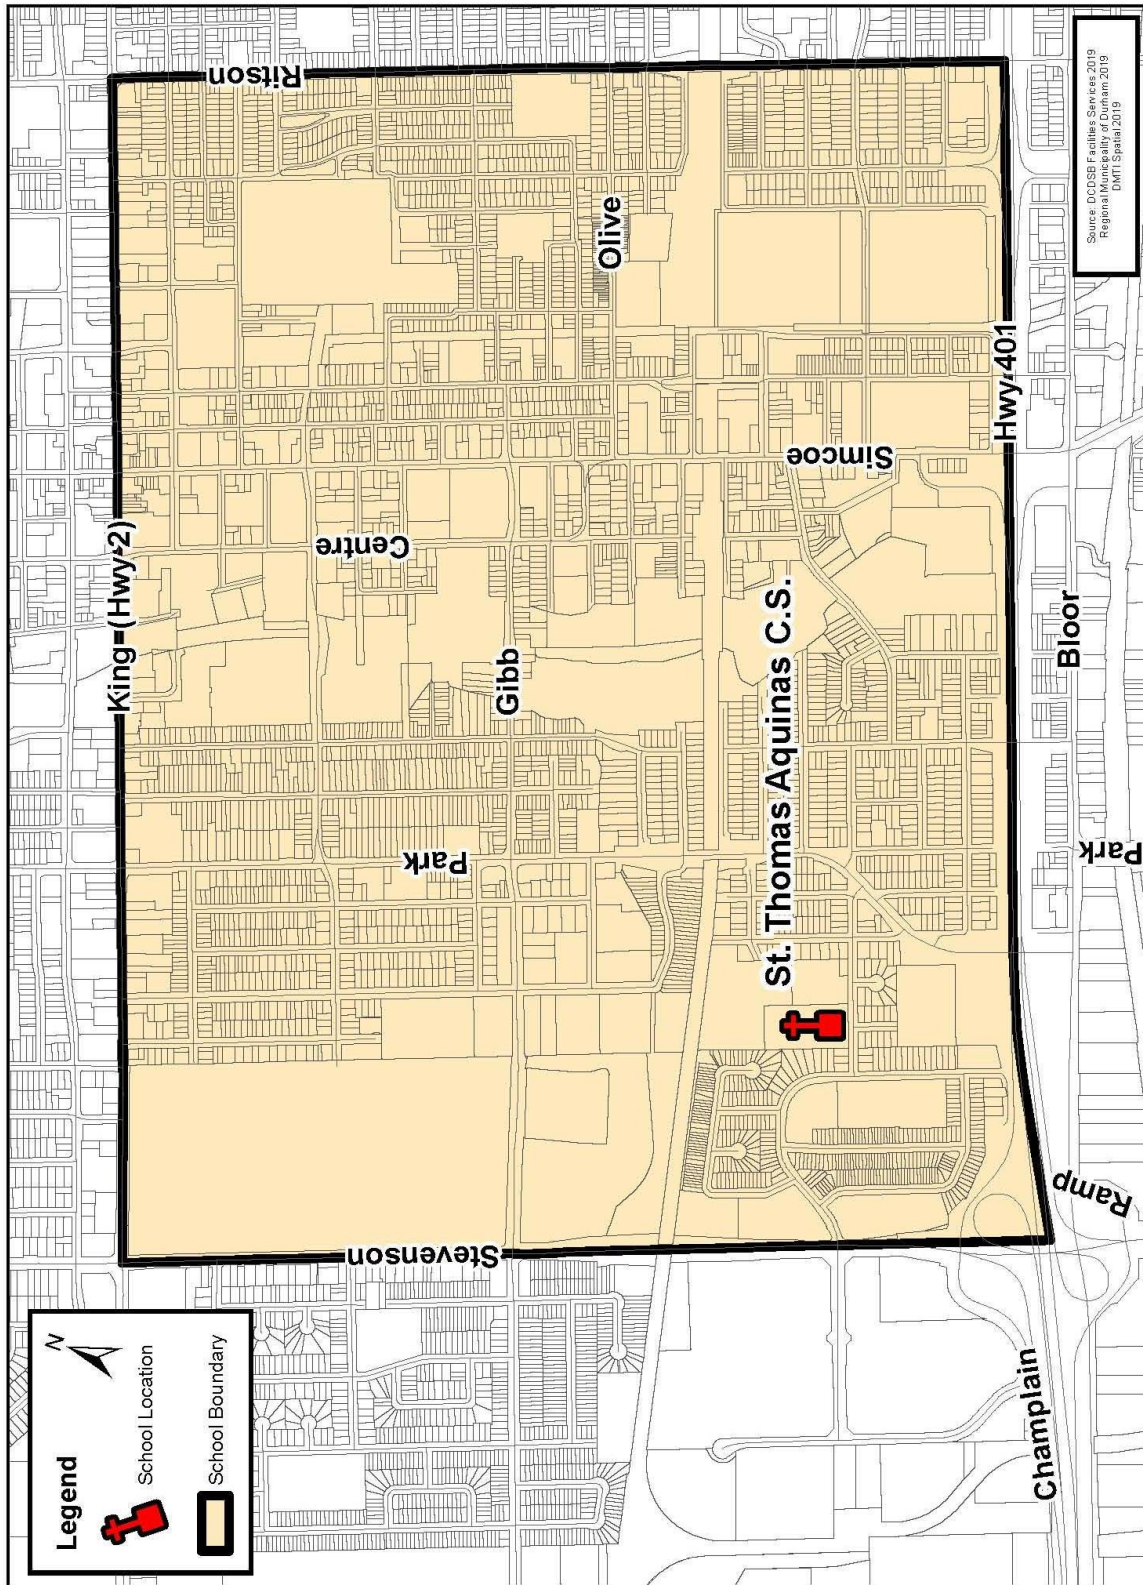 Legend
N
School Location
School Boundary
King (Hwy 2)
Ritson
Centre
Park
Stevenson
Gibb
Olive
Simcoe
St. Thomas Aquinas C.S.
Hwy 401
Bloor
Park
Ramp
Champlain
Source: DCDSB Facilities Services 2019
Regional Municipality of Durham 2019
DMTI Spatial 2019